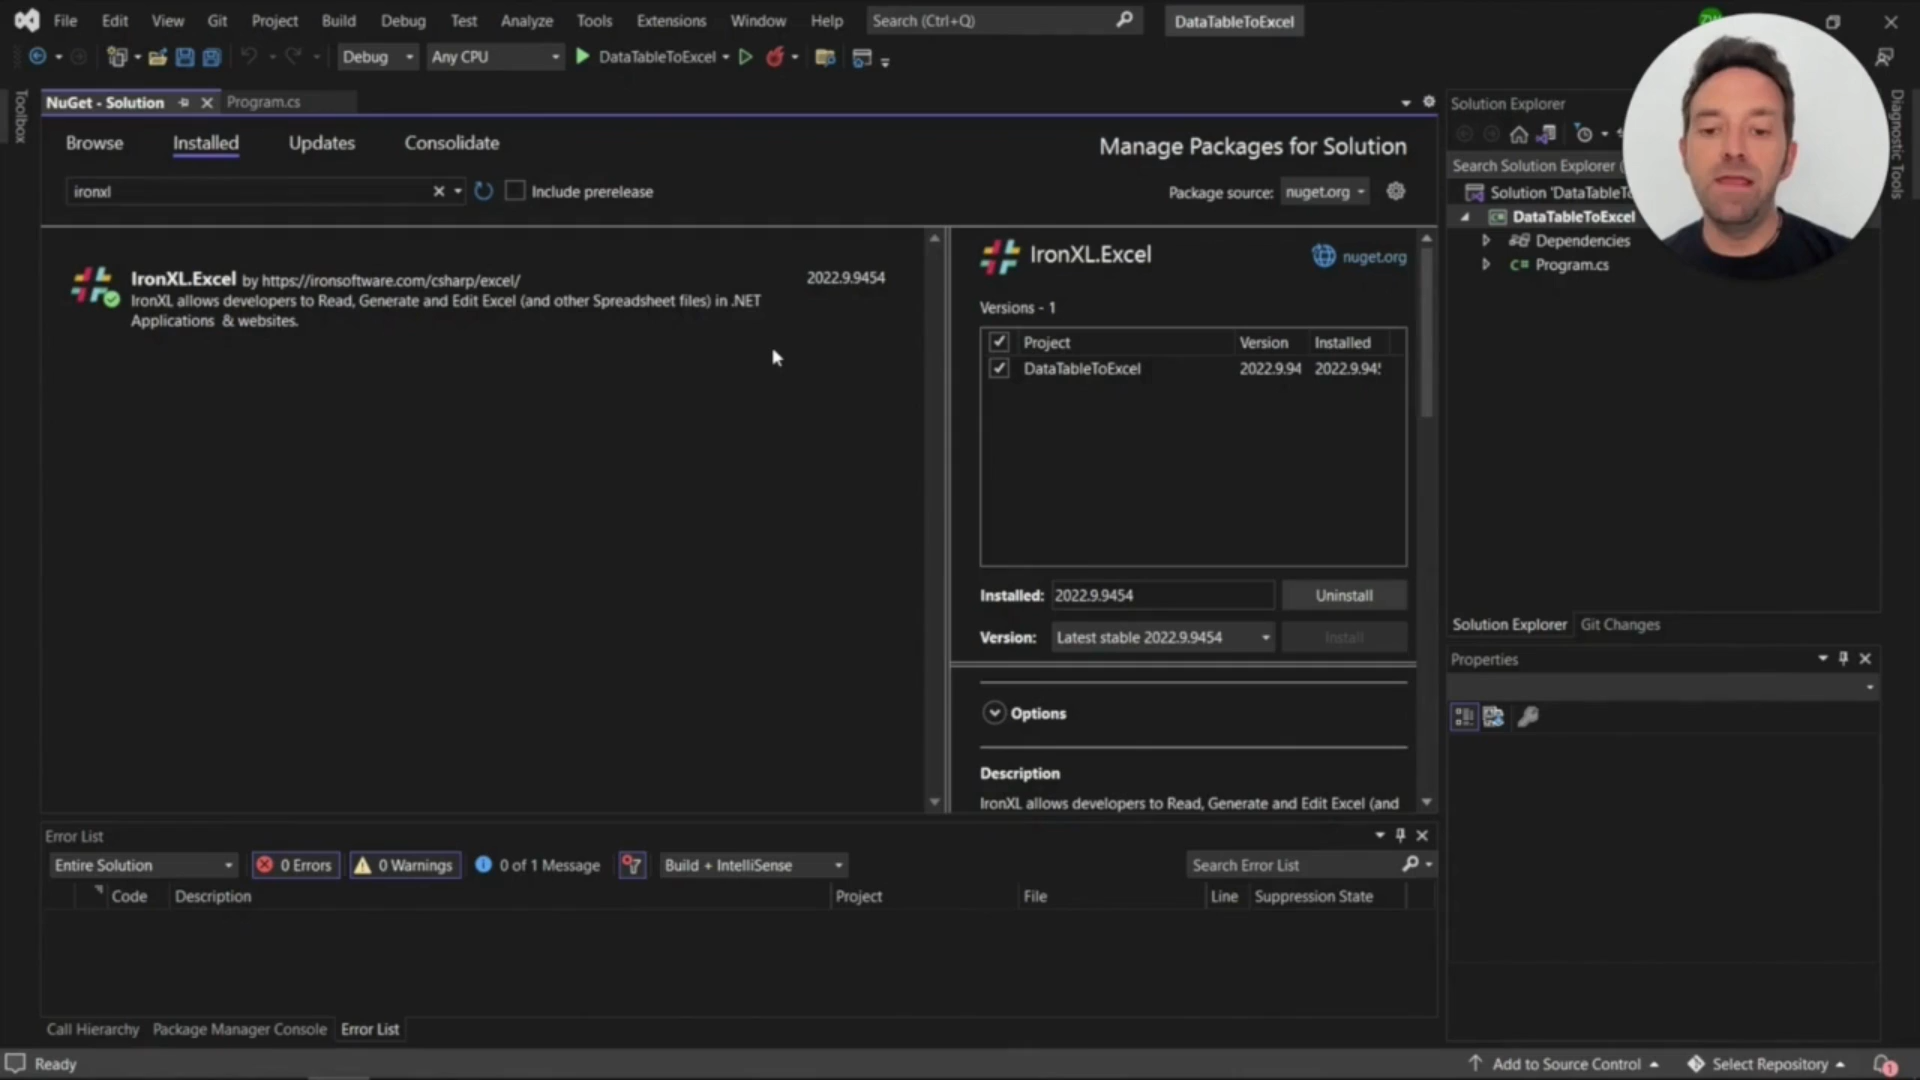 File Edit View Git Project Build Debug Test Analyze Tools Extensions Window Help Search (Ctrl+Q) DataTableToExcel
Debug Any CPU DataTableToExcel
Toolbox
NuGet - Solution Program.cs
Browse Installed Updates Consolidate
Manage Packages for Solution
ironxl Include prerelease
Package source: nuget.org
IronXL.Excel by https://ironsoftware.com/csharp/excel/ 2022.9.9454
IronXL allows developers to Read, Generate and Edit Excel (and other Spreadsheet files) in .NET
Applications & websites.
IronXL.Excel nuget.org
Versions - 1
Project Version Installed
DataTableToExcel 2022.9.94 2022.9.94
Installed: 2022.9.9454 Uninstall
Version: Latest stable 2022.9.9454 Install
Options
Description
IronXL allows developers to Read, Generate and Edit Excel (and
Solution Explorer
Search Solution Explorer (
Solution 'DataTableTo
DataTableToExcel
Dependencies
C# Program.cs
Diagnostic Tools
Solution Explorer Git Changes
Properties
Error List
Entire Solution 0 Errors 0 Warnings 0 of 1 Message Build + IntelliSense Search Error List
Code Description Project File Line Suppression State
Call Hierarchy Package Manager Console Error List
Ready Add to Source Control Select Repository 1